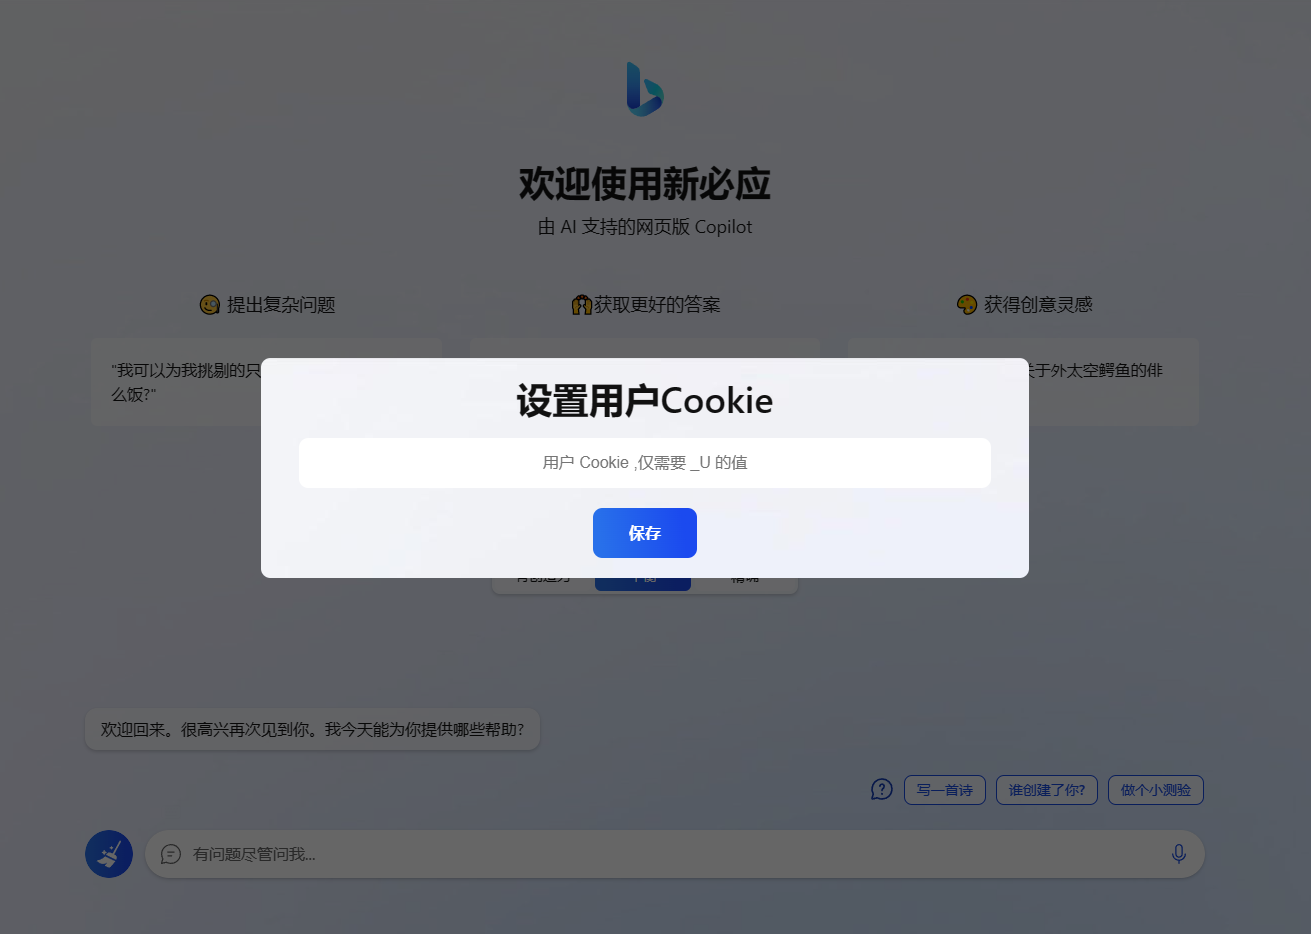 欢迎使用新必应
由 AI 支持的网页版 Copilot
提出复杂问题
获取更好的答案
获得创意灵感
"我可以为我挑剔的只
么饭?"
关于外太空鳄鱼的俳
设置用户Cookie
用户 Cookie ,仅需要 _U 的值
保存
欢迎回来。很高兴再次见到你。我今天能为你提供哪些帮助?
写一首诗
谁创建了你?
做个小测验
有问题尽管问我...